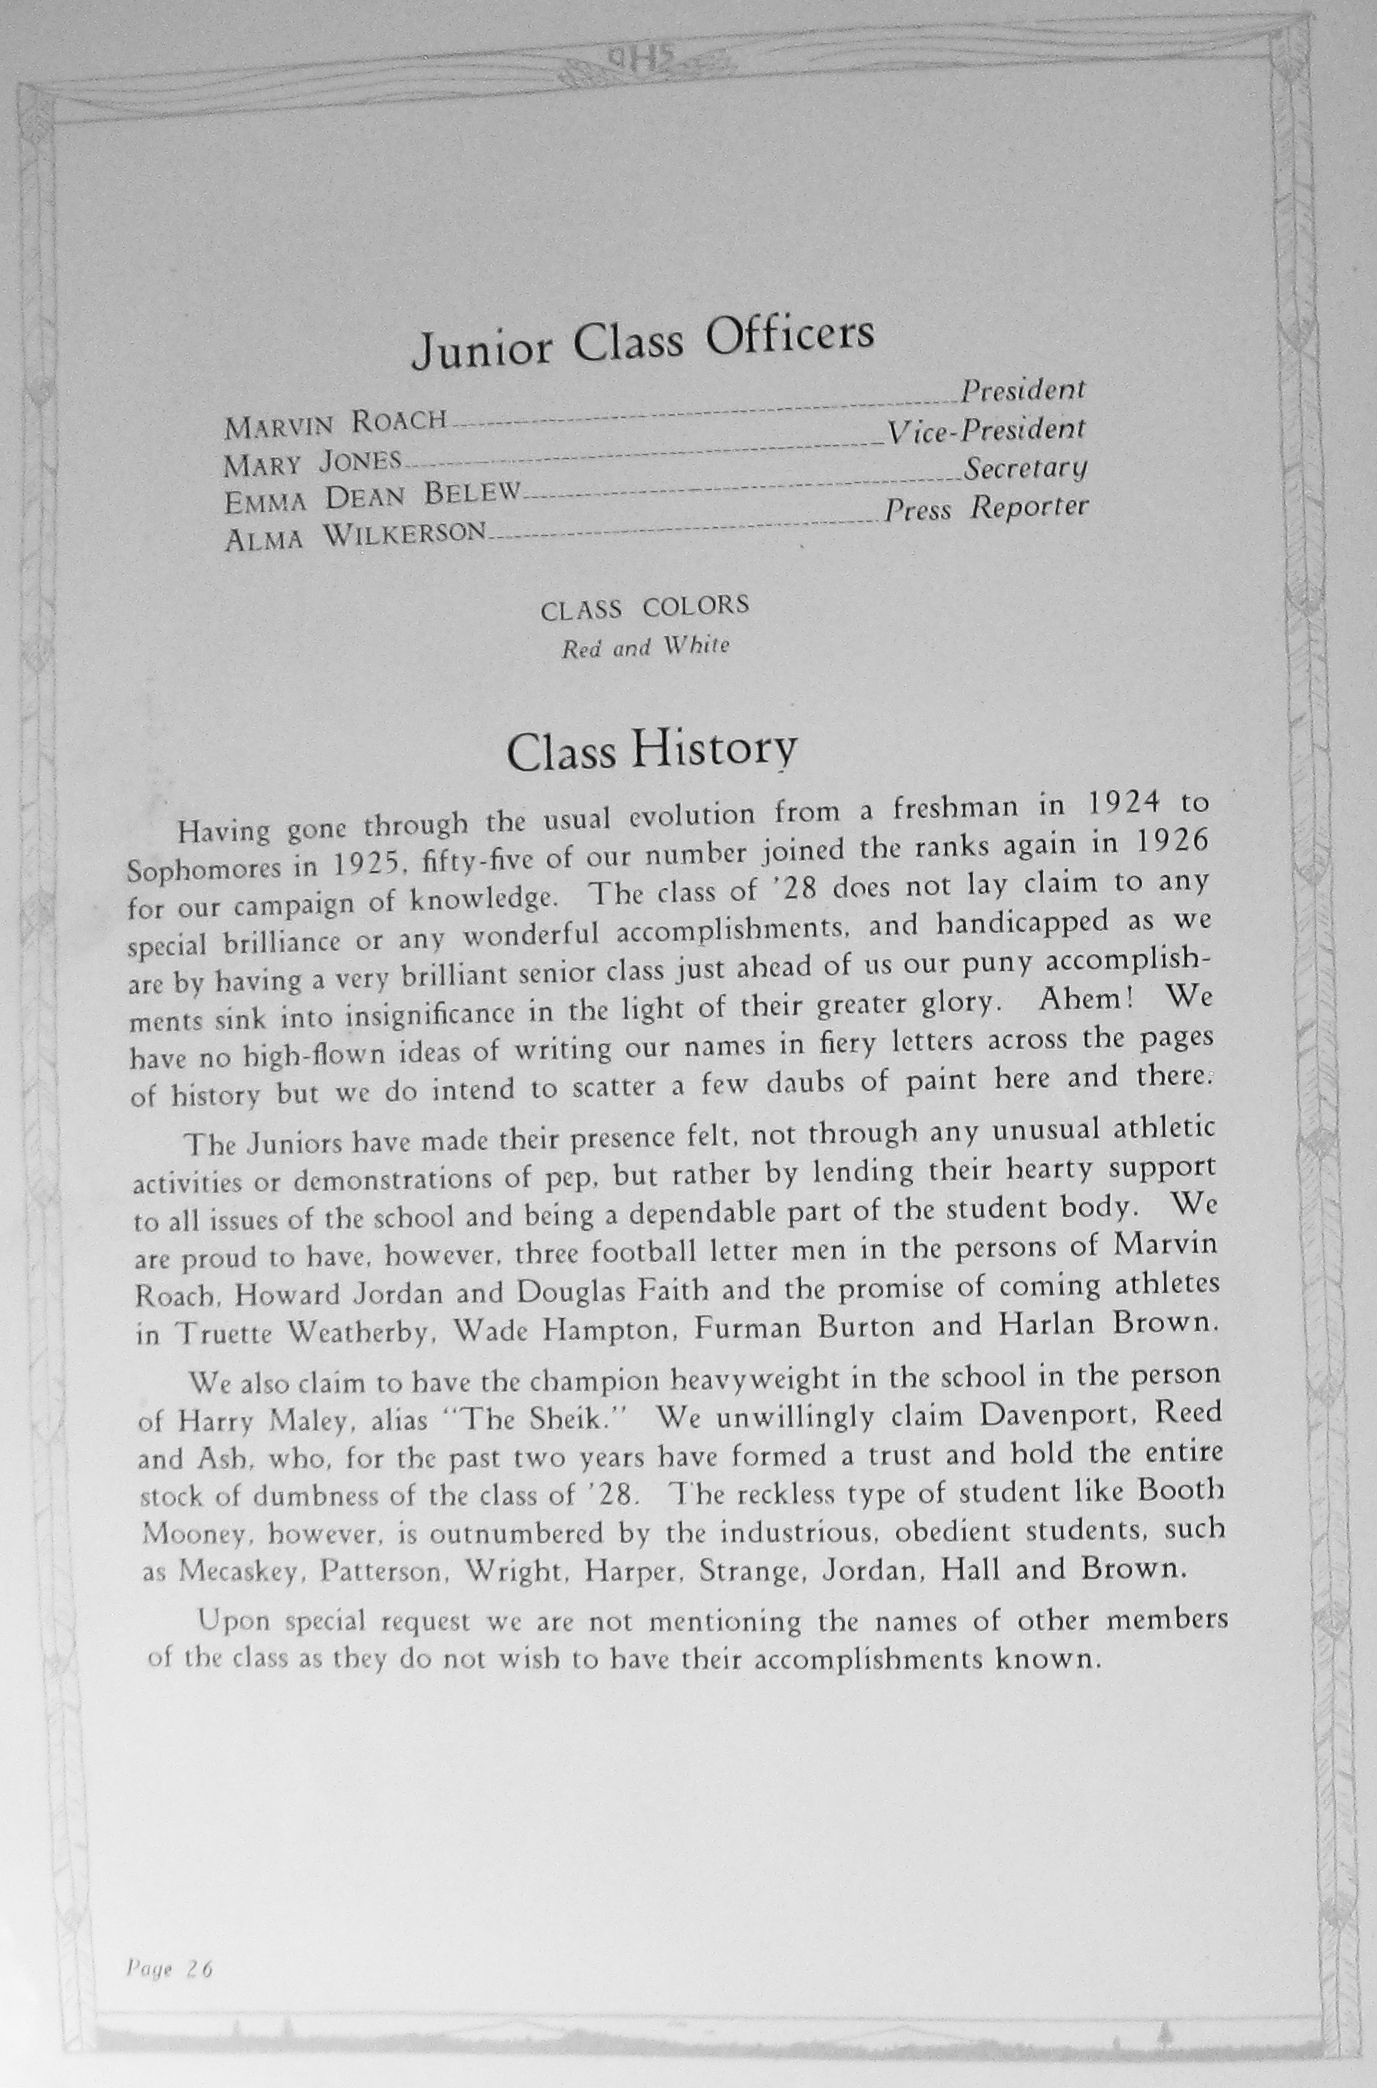 DHS
Junior Class Officers
MARVIN ROACH President
MARY JONES Vice-President
EMMA DEAN BELEW Secretary
ALMA WILKERSON Press Reporter
CLASS COLORS
Red and White
Class History
Having gone through the usual evolution from a freshman in 1924 to
Sophomores in 1925, fifty-five of our number joined the ranks again in 1926
for our campaign of knowledge. The class of '28 does not lay claim to any
special brilliance or any wonderful accomplishments, and handicapped as we
are by having a very brilliant senior class just ahead of us our puny accomplish-
ments sink into insignificance in the light of their greater glory. Ahem! We
have no high-flown ideas of writing our names in fiery letters across the pages
of history but we do intend to scatter a few daubs of paint here and there.
The Juniors have made their presence felt, not through any unusual athletic
activities or demonstrations of pep, but rather by lending their hearty support
to all issues of the school and being a dependable part of the student body. We
are proud to have, however, three football letter men in the persons of Marvin
Roach, Howard Jordan and Douglas Faith and the promise of coming athletes
in Truette Weatherby, Wade Hampton, Furman Burton and Harlan Brown.
We also claim to have the champion heavyweight in the school in the person
of Harry Maley, alias "The Sheik." We unwillingly claim Davenport, Reed
and Ash, who, for the past two years have formed a trust and hold the entire
stock of dumbness of the class of '28. The reckless type of student like Booth
Mooney, however, is outnumbered by the industrious, obedient students, such
as Mecaskey, Patterson, Wright, Harper, Strange, Jordan, Hall and Brown.
Upon special request we are not mentioning the names of other members
of the class as they do not wish to have their accomplishments known.
Page 26